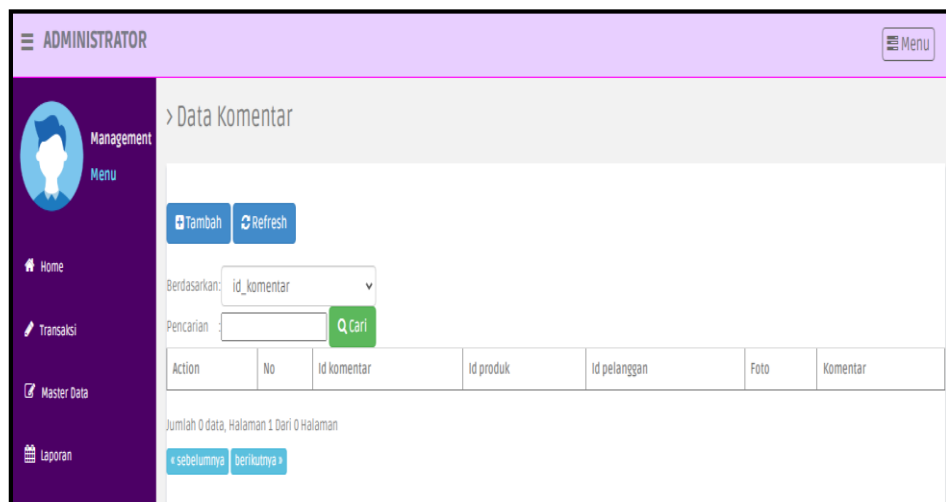 ADMINISTRATOR
Menu
Management
Menu
Home
Transaksi
Master Data
Laporan
> Data Komentar
Tambah Refresh
Berdasarkan: id_komentar
Pencarian : Cari
Action No Id komentar Id produk Id pelanggan Foto Komentar
Jumlah 0 data, Halaman 1 Dari 0 Halaman
« sebelumnya berikutnya »